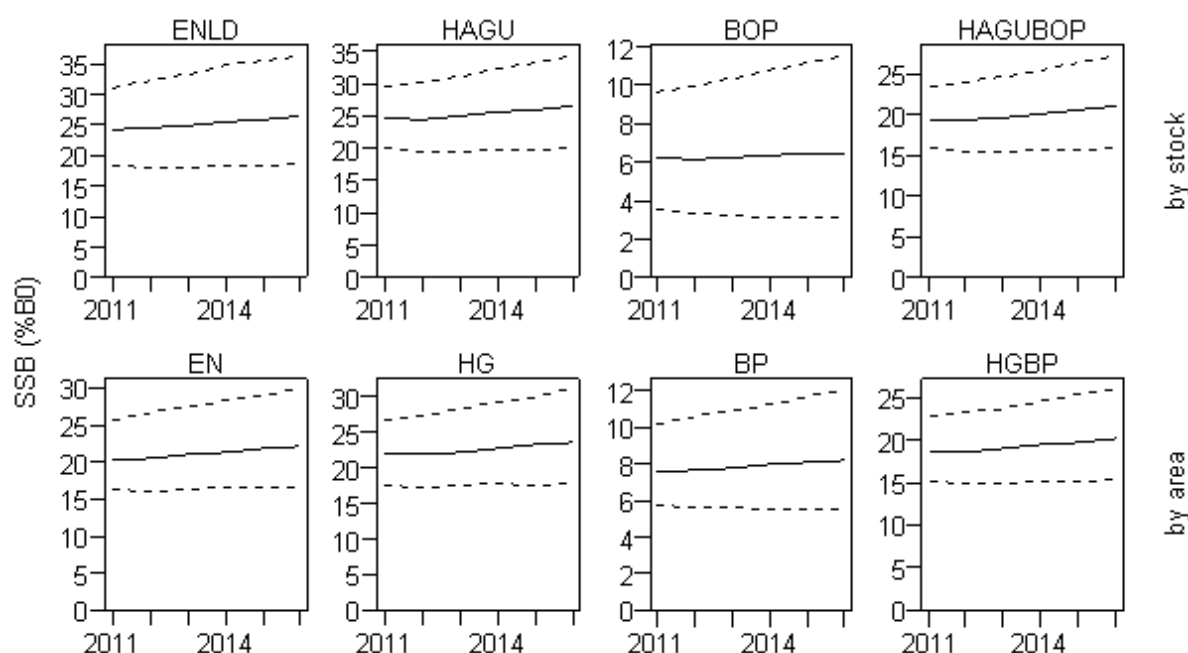 ENLD HAGU BOP HAGUBOP
35 35 12
30 30 10 25
25 25 8 20
20 20 6 15
15 15 4 10
10 10 2 5
5 5 0 0
0 0
2011 2014 2011 2014 2011 2014 2011 2014
by stock
SSB (%B0)
EN HG BP HGBP
30 30 12 25
25 25 10 20
20 20 8 15
15 15 6 10
10 10 4 5
5 5 2 0
0 0 0
2011 2014 2011 2014 2011 2014 2011 2014
by area